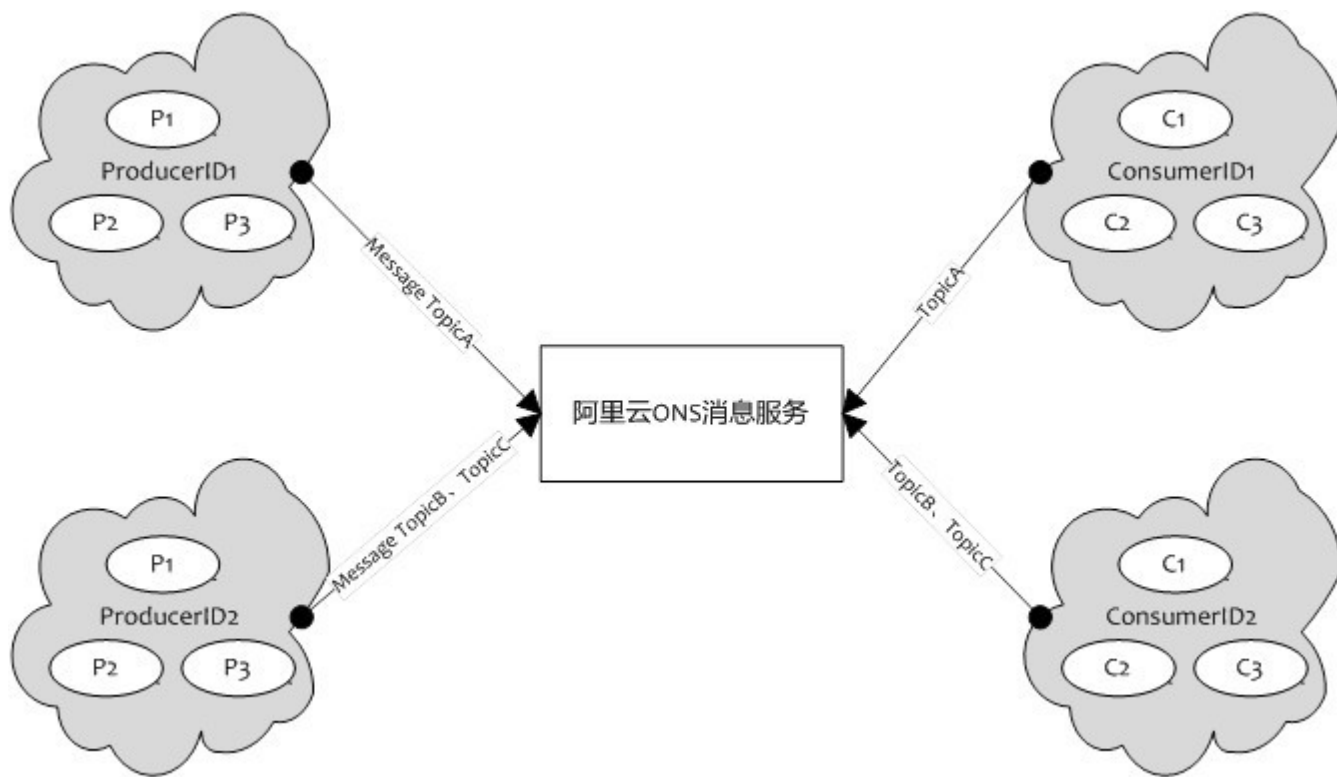 P1
ProducerID1
P2
P3
Message TopicA
C1
ConsumerID1
C2
C3
TopicA
阿里云ONS消息服务
P1
ProducerID2
P2
P3
Message TopicB、TopicC
C1
ConsumerID2
C2
C3
TopicB、TopicC